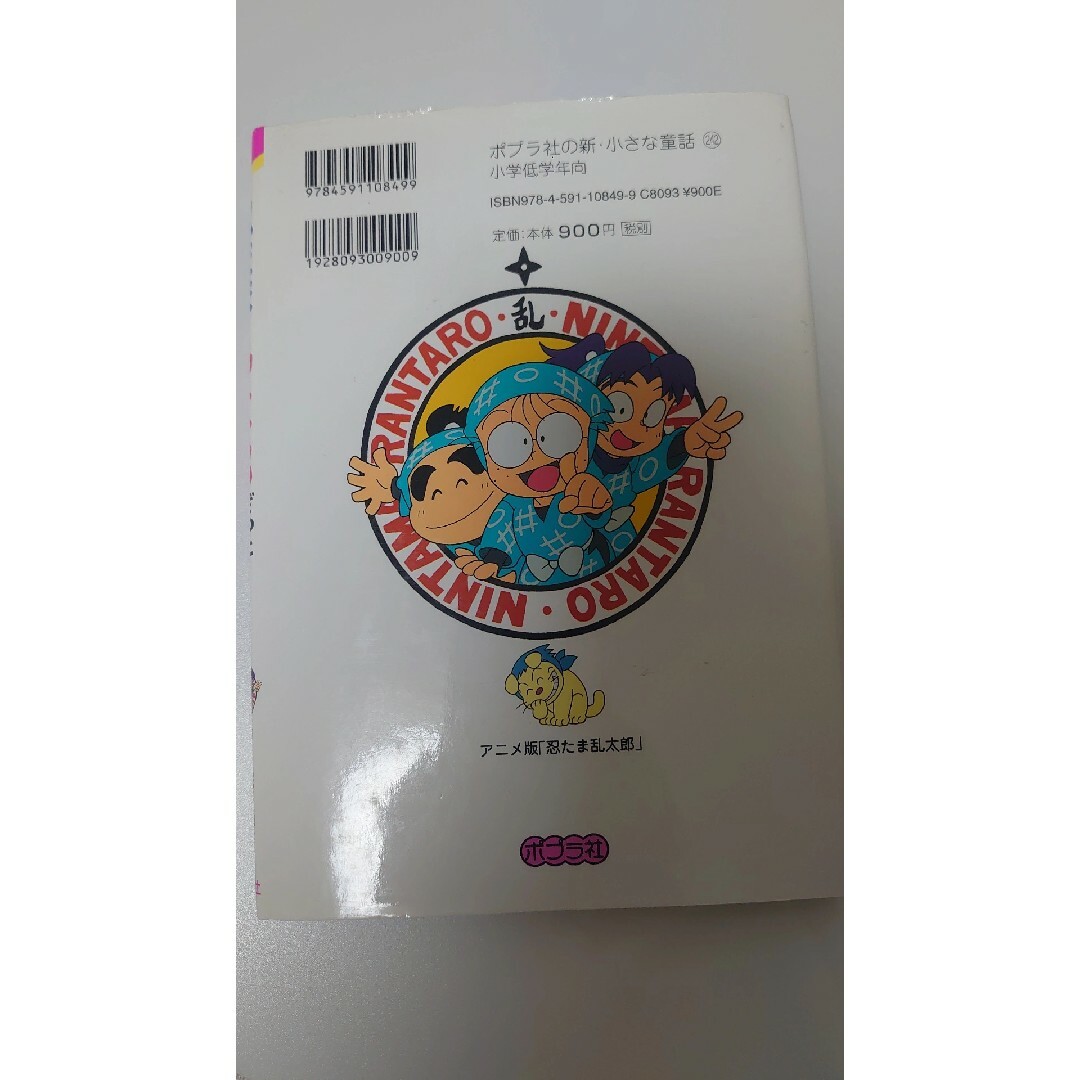 9784591108499
1928093009009
ポプラ社の新・小さな童話
小学低学年向
ISBN978-4-591-10849-9 C8093 ¥900E
定価:本体900円 税別
NINTAMA RANTARO・乱・NINTAMA RANTARO・
アニメ版「忍たま乱太郎」
ポプラ社
社